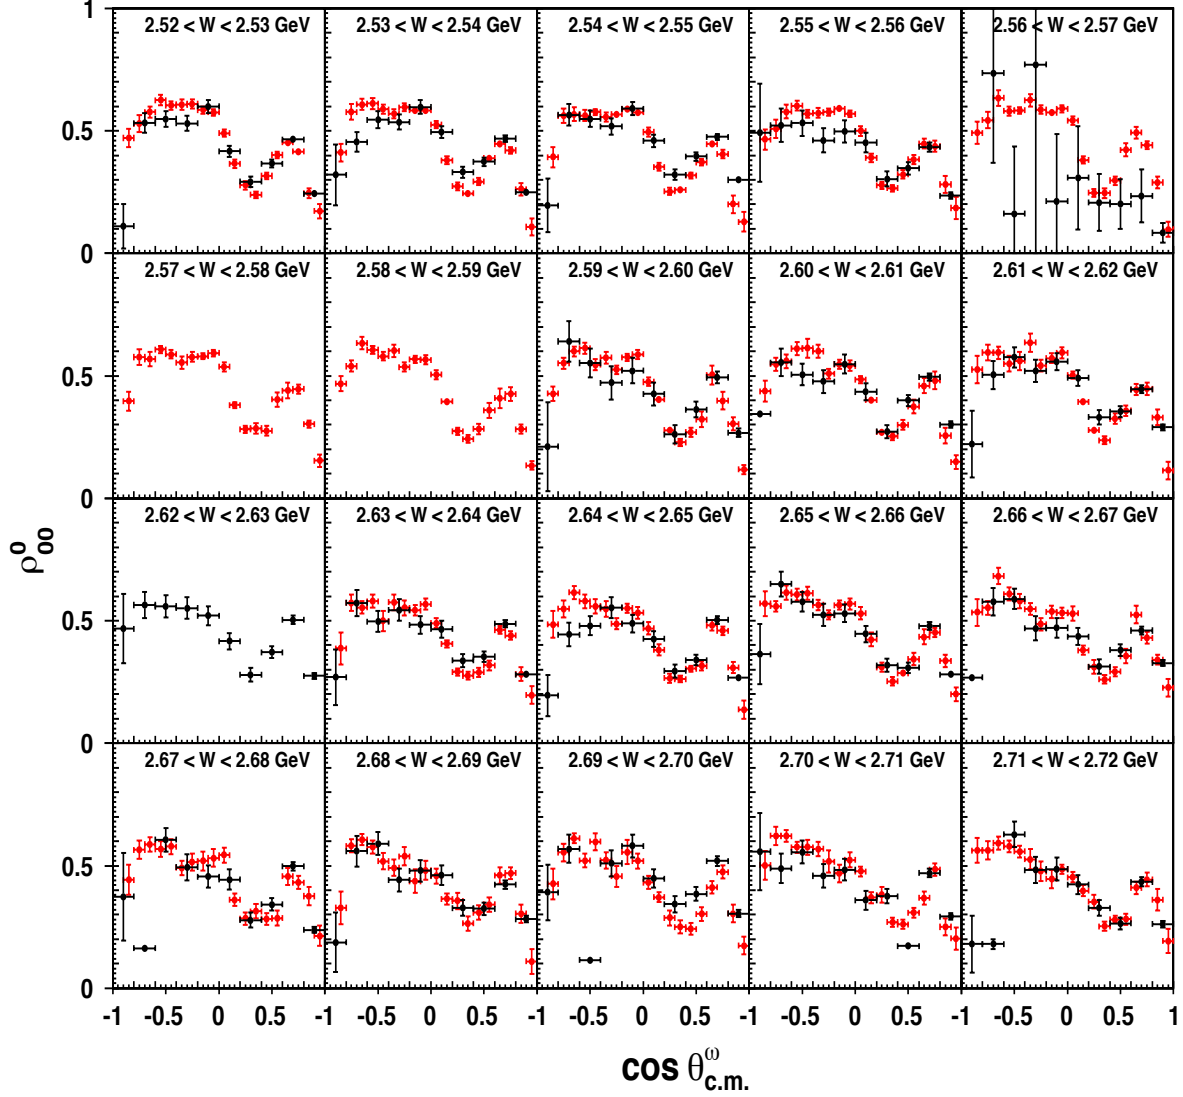 1
2.52 < W < 2.53 GeV
2.53 < W < 2.54 GeV
2.54 < W < 2.55 GeV
2.55 < W < 2.56 GeV
2.56 < W < 2.57 GeV
0.5
0
2.57 < W < 2.58 GeV
2.58 < W < 2.59 GeV
2.59 < W < 2.60 GeV
2.60 < W < 2.61 GeV
2.61 < W < 2.62 GeV
0.5
0
2.62 < W < 2.63 GeV
2.63 < W < 2.64 GeV
2.64 < W < 2.65 GeV
2.65 < W < 2.66 GeV
2.66 < W < 2.67 GeV
ρ⁰₀₀
0.5
0
2.67 < W < 2.68 GeV
2.68 < W < 2.69 GeV
2.69 < W < 2.70 GeV
2.70 < W < 2.71 GeV
2.71 < W < 2.72 GeV
0.5
0
-1 -0.5 0 0.5 -1 -0.5 0 0.5 -1 -0.5 0 0.5 -1 -0.5 0 0.5 -1 -0.5 0 0.5 1
cos θ^ω_c.m.